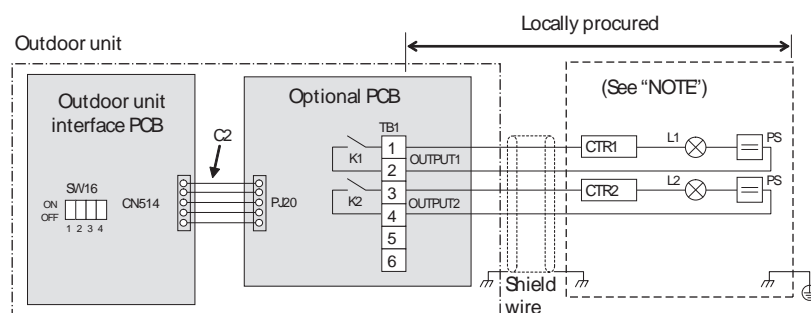 Locally procured
Outdoor unit
Outdoor unit
interface PCB
Optional PCB
(See “NOTE”)
C2
TB1
SW16
ON
OFF
1 2 3 4
CN514
PJ20
K1
K2
1
2
3
4
5
6
OUTPUT1
OUTPUT2
CTR1
L1
PS
CTR2
L2
PS
Shield
wire